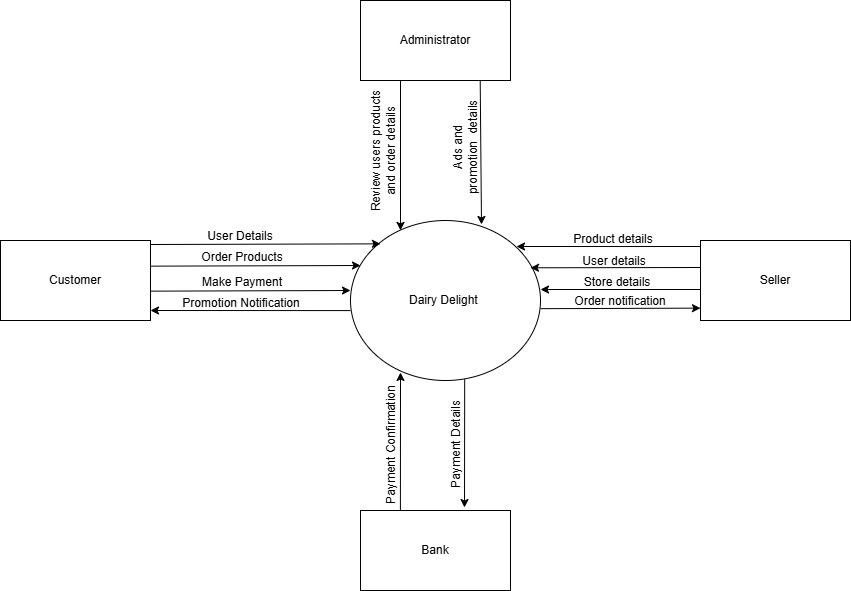 Administrator
Review users products
and order details
Ads and
promotion  details
User Details
Order Products
Make Payment
Promotion Notification
Customer
Dairy Delight
Product details
User details
Store details
Order notification
Seller
Payment Confirmation
Payment Details
Bank